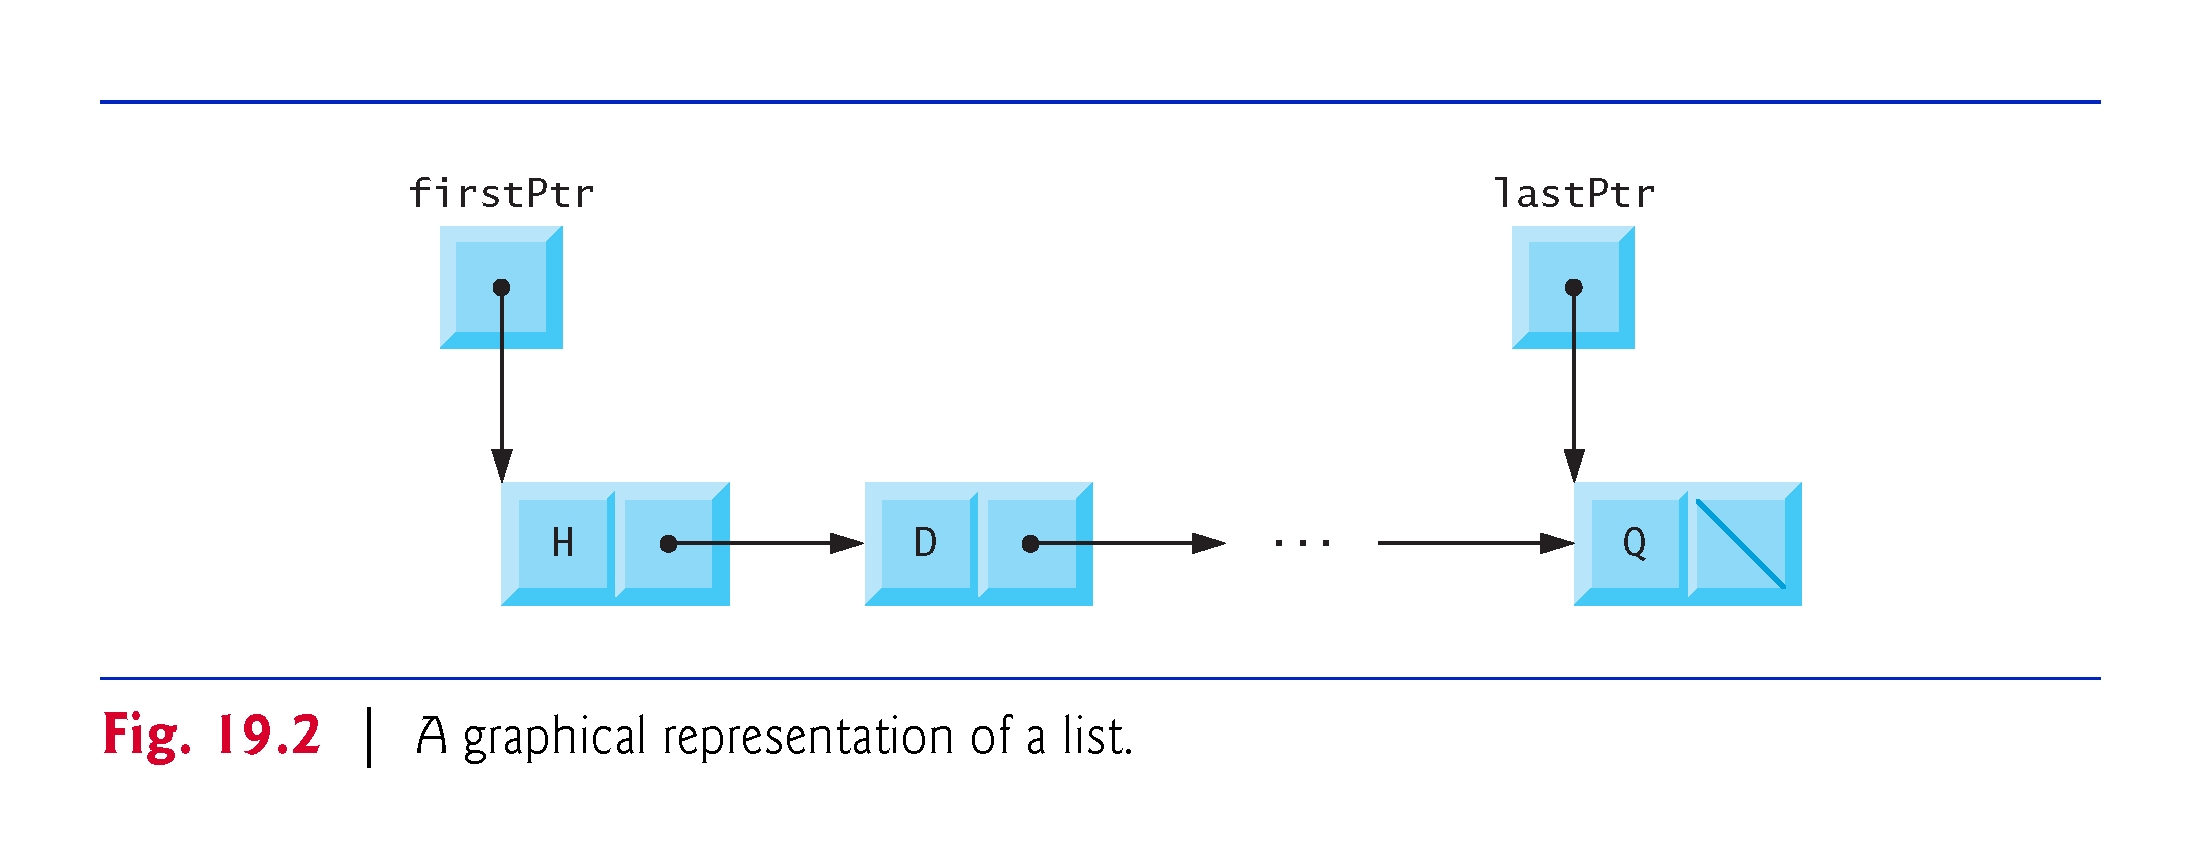 firstPtr lastPtr
H D ... Q
Fig. 19.2 | A graphical representation of a list.